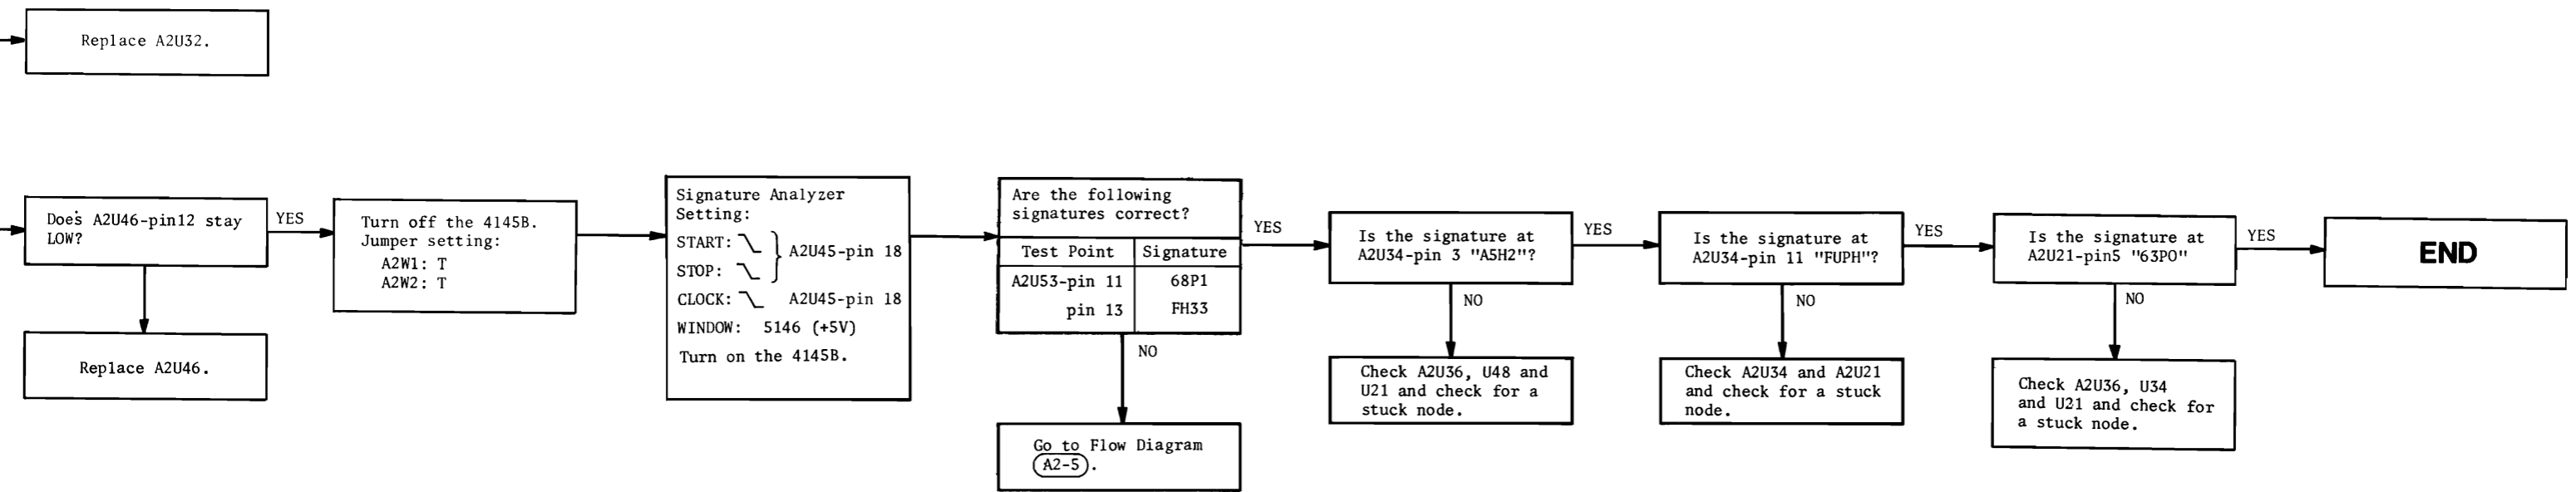 Replace A2U32.
Does A2U46-pin12 stay
LOW?
YES
Replace A2U46.
Turn off the 4145B.
Jumper setting:
A2W1: T
A2W2: T
Signature Analyzer
Setting:
START:
A2U45-pin 18
STOP:
CLOCK: A2U45-pin 18
WINDOW: 5146 (+5V)
Turn on the 4145B.
Are the following
signatures correct?
Test Point Signature
A2U53-pin 11 68P1
pin 13 FH33
YES
NO
Go to Flow Diagram
A2-5.
Is the signature at
A2U34-pin 3 "A5H2"?
YES
NO
Check A2U36, U48 and
U21 and check for a
stuck node.
Is the signature at
A2U34-pin 11 "FUPH"?
YES
NO
Check A2U34 and A2U21
and check for a stuck
node.
Is the signature at
A2U21-pin5 "63PO"
YES
NO
Check A2U36, U34
and U21 and check for
a stuck node.
END